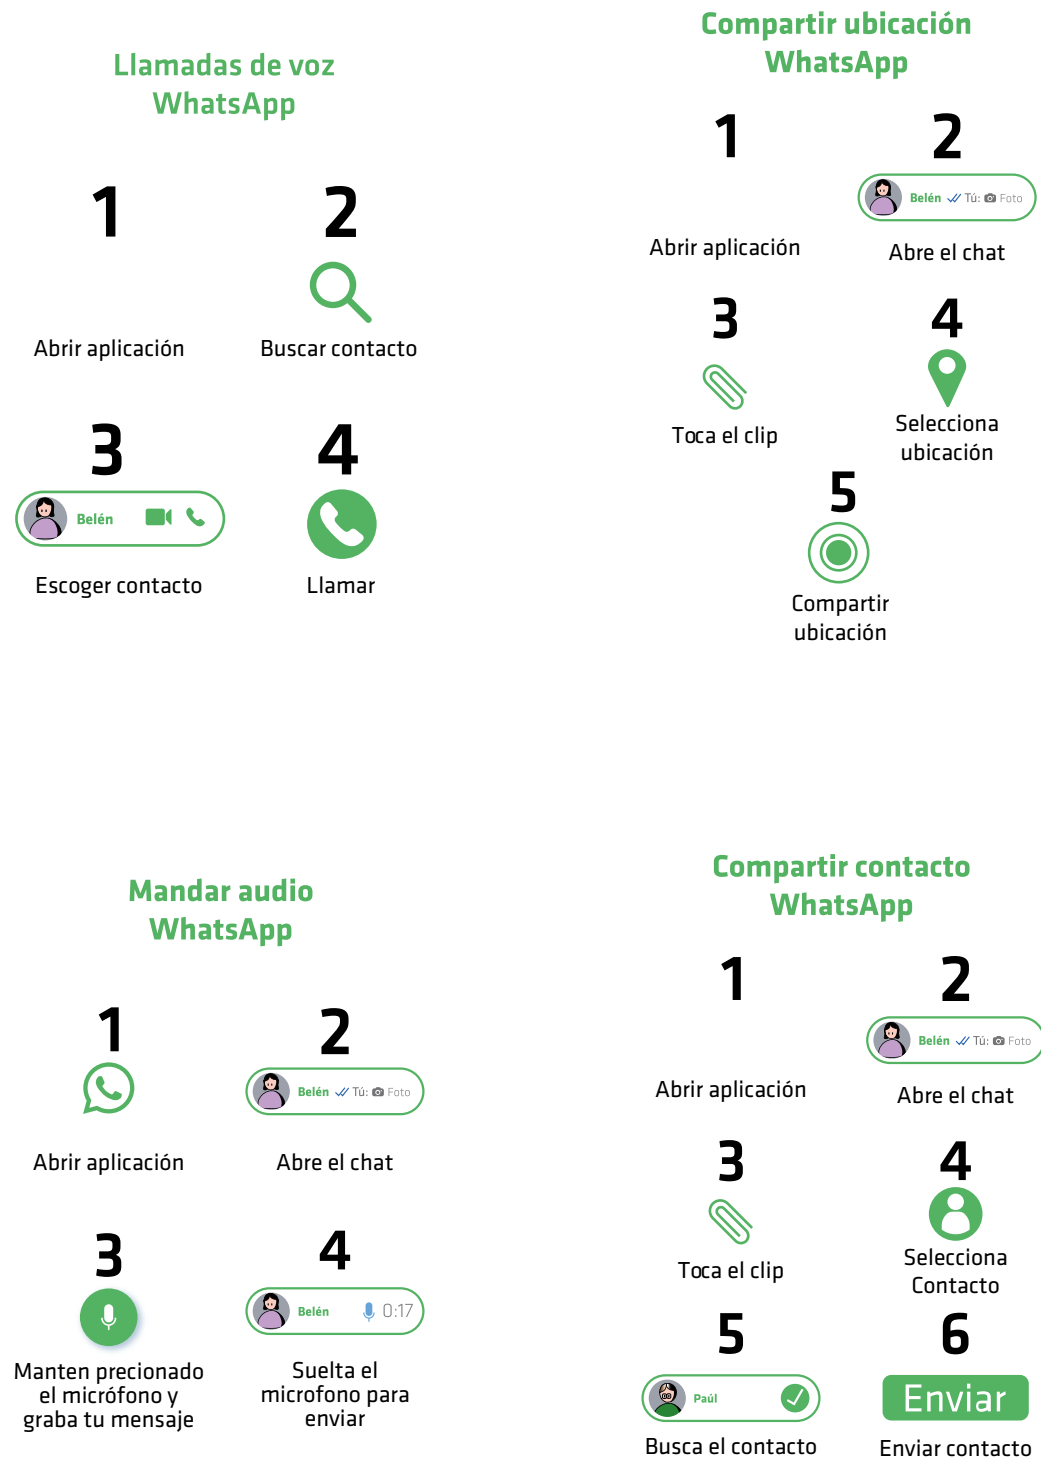 Llamadas de voz
WhatsApp
1
2
Abrir aplicación
Buscar contacto
3
4
Belén
Escoger contacto
Llamar
Compartir ubicación
WhatsApp
1
2
Belén Tú: Foto
Abrir aplicación
Abre el chat
3
4
Toca el clip
Selecciona
ubicación
5
Compartir
ubicación
Mandar audio
WhatsApp
1
2
Belén Tú: Foto
Abrir aplicación
Abre el chat
3
4
Belén 0:17
Manten precionado
el micrófono y
graba tu mensaje
Suelta el
microfono para
enviar
Compartir contacto
WhatsApp
1
2
Belén Tú: Foto
Abrir aplicación
Abre el chat
3
4
Toca el clip
Selecciona
Contacto
5
6
Paúl
Enviar
Busca el contacto
Enviar contacto